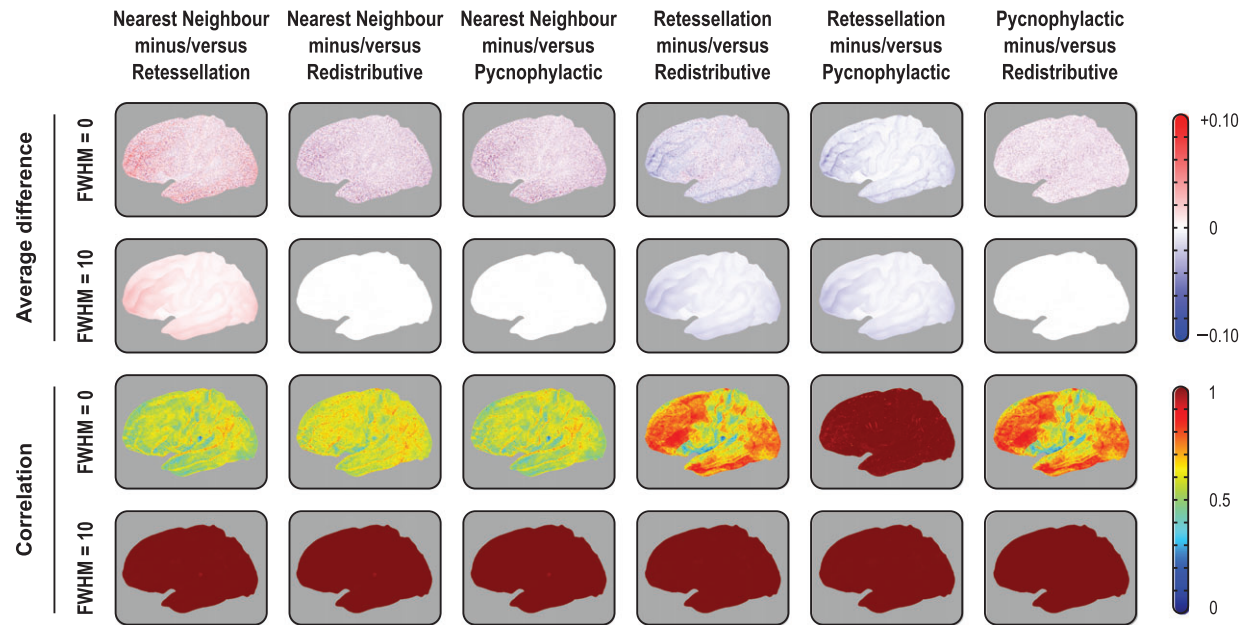 Nearest Neighbour
minus/versus
Retessellation
Nearest Neighbour
minus/versus
Redistributive
Nearest Neighbour
minus/versus
Pycnophylactic
Retessellation
minus/versus
Redistributive
Retessellation
minus/versus
Pycnophylactic
Pycnophylactic
minus/versus
Redistributive
Average difference
FWHM = 0
FWHM = 10
+0.10
0
−0.10
Correlation
FWHM = 0
FWHM = 10
1
0.5
0